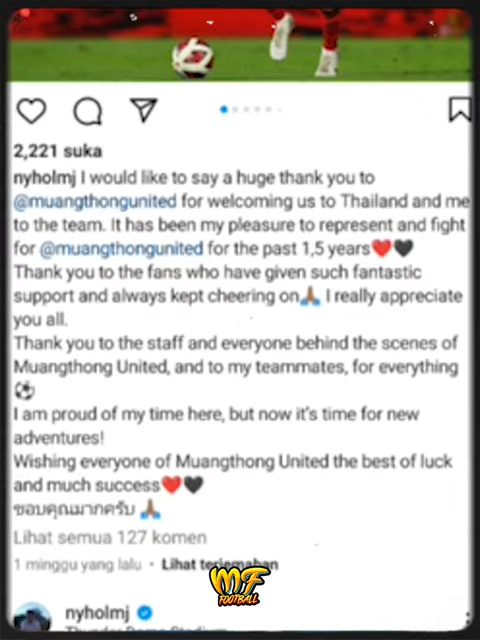 2,221 suka
nyholmj I would like to say a huge thank you to
@muangthongunited for welcoming us to Thailand and me
to the team. It has been my pleasure to represent and fight
for @muangthongunited for the past 1,5 years❤️🖤
Thank you to the fans who have given such fantastic
support and always kept cheering on🙏🏾 I really appreciate
you all.
Thank you to the staff and everyone behind the scenes of
Muangthong United, and to my teammates, for everything
⚽
I am proud of my time here, but now it's time for new
adventures!
Wishing everyone of Muangthong United the best of luck
and much success❤️🖤
ขอบคุณมากครับ 🙏🏾
Lihat semua 127 komen
1 minggu yang lalu • Lihat terjemahan
MF
FOOTBALL
nyholmj
Thunder Dome Stadium